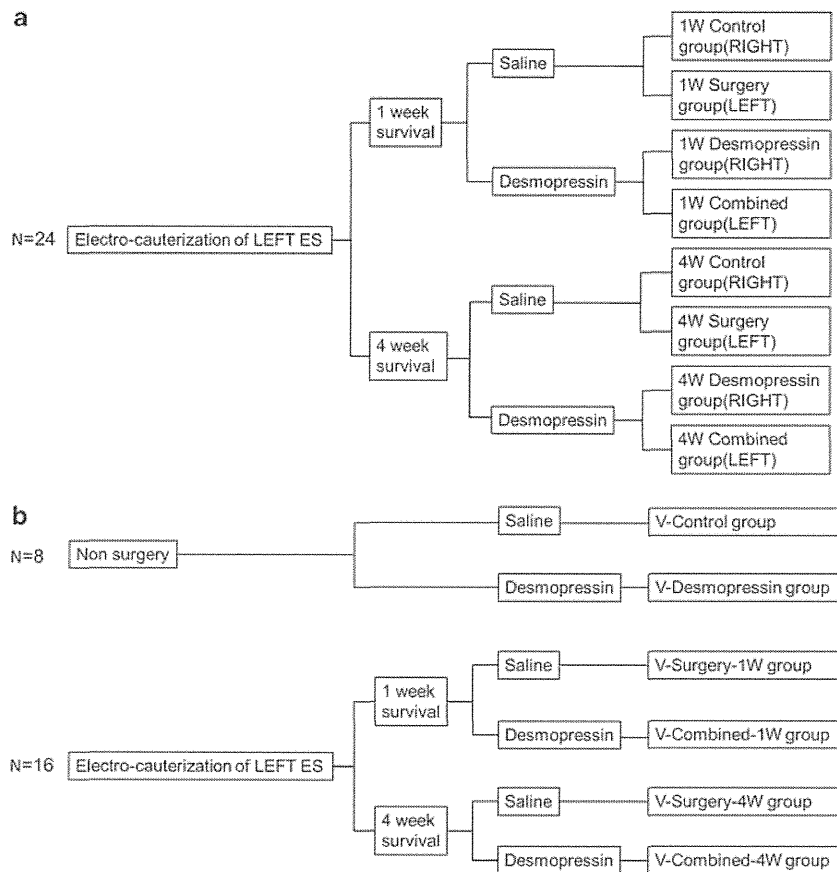 a
1W Control
group(RIGHT)
Saline
1W Surgery
group(LEFT)
1 week
survival
1W Desmopressin
group(RIGHT)
Desmopressin
1W Combined
group(LEFT)
N=24
Electro-cauterization of LEFT ES
4W Control
group(RIGHT)
Saline
4W Surgery
group(LEFT)
4 week
survival
4W Desmopressin
group(RIGHT)
Desmopressin
4W Combined
group(LEFT)
b
Saline
V-Control group
N=8
Non surgery
Desmopressin
V-Desmopressin group
Saline
V-Surgery-1W group
1 week
survival
Desmopressin
V-Combined-1W group
N=16
Electro-cauterization of LEFT ES
Saline
V-Surgery-4W group
4 week
survival
Desmopressin
V-Combined-4W group